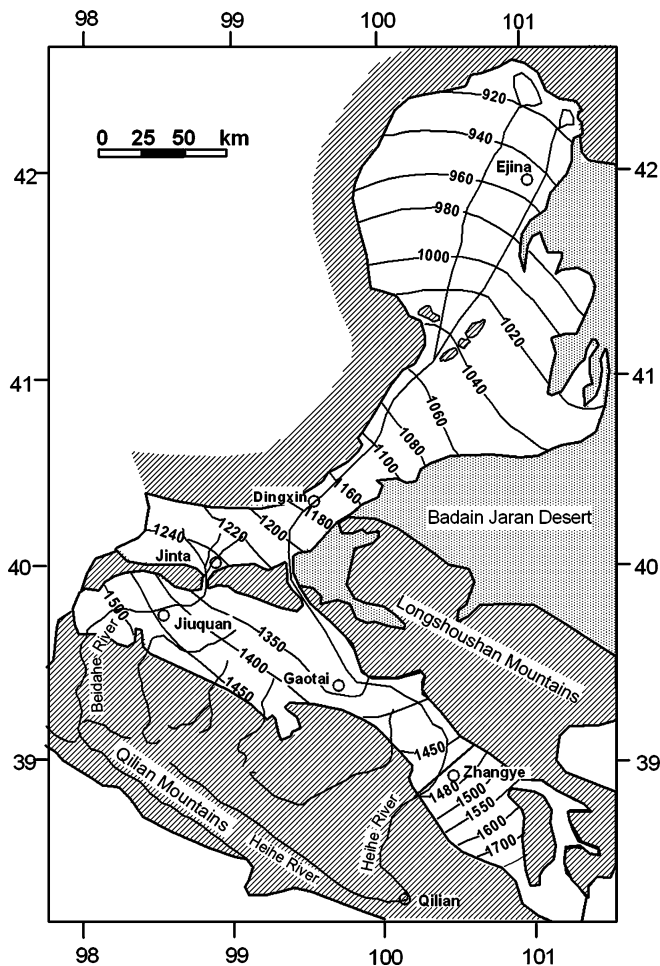 98
99
100
101
0 25 50 km
920
940
Ejina
42
42
960
980
1000
1020
41
41
1040
1060
1080
1100
Dingxin
1160
1180
1200
1220
1240
Badain Jaran Desert
Jinta
40
40
1500
Jiuquan
1350
Longshoushan Mountains
Beidahe River
1400
Gaotai
1450
1450
39
39
Zhangye
1480
1500
1550
1600
1700
Qilian Mountains
Heihe River
Heihe River
Qilian
98
99
100
101